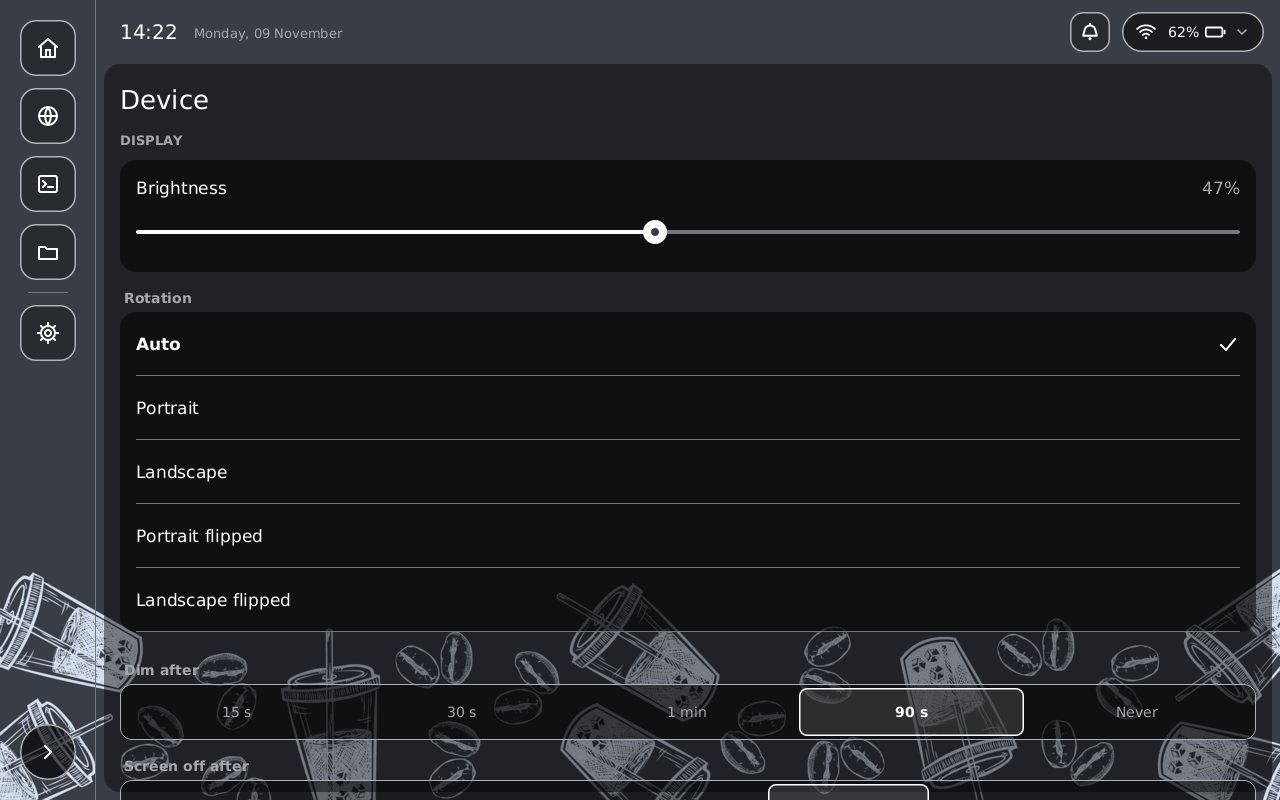 14:22 Monday, 09 November
62%
Device
DISPLAY
Brightness 47%
Rotation
Auto
Portrait
Landscape
Portrait flipped
Landscape flipped
Dim after
15 s 30 s 1 min 90 s Never
Screen off after